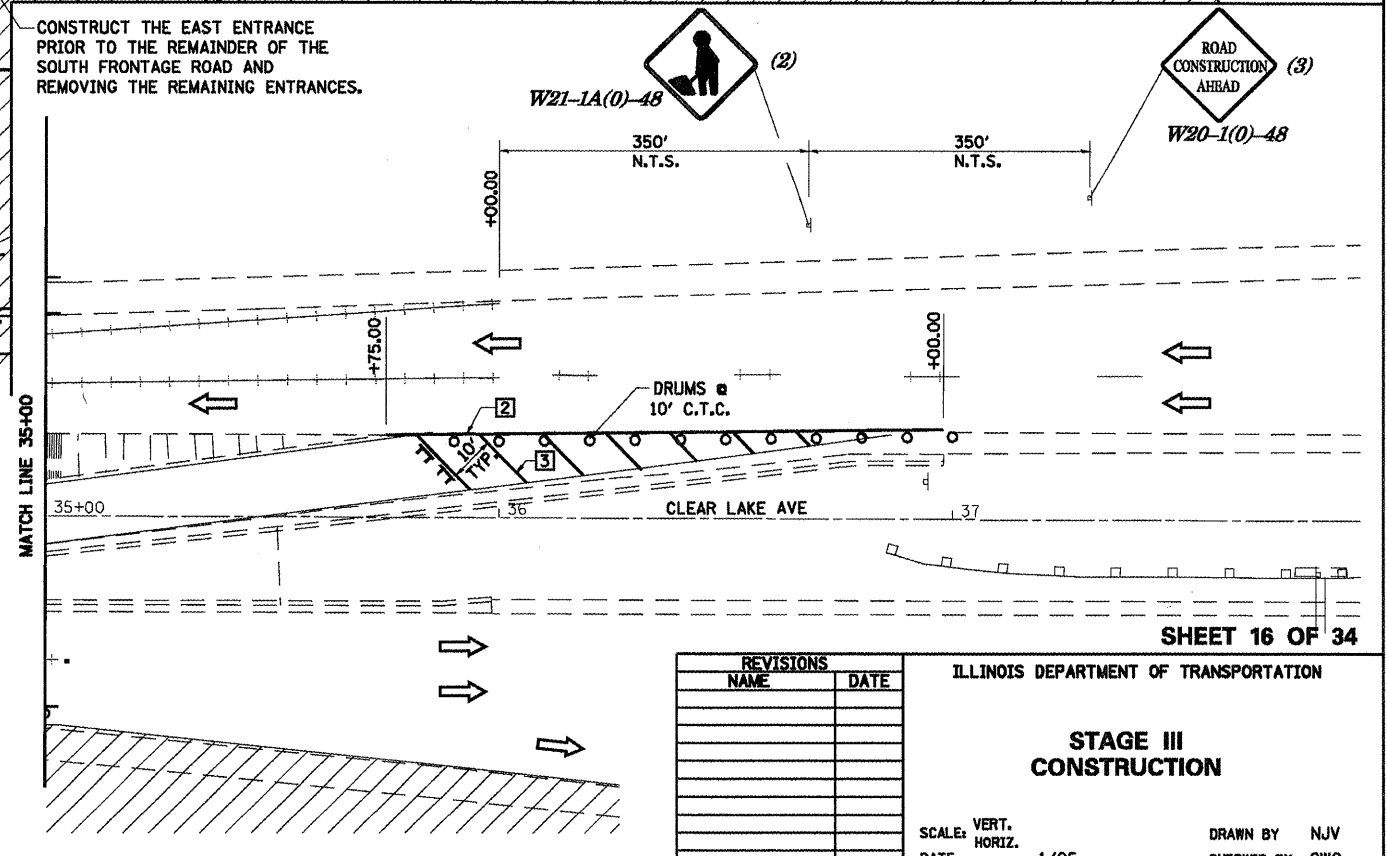 CONSTRUCT THE EAST ENTRANCE
PRIOR TO THE REMAINDER OF THE
SOUTH FRONTAGE ROAD AND
REMOVING THE REMAINING ENTRANCES.
(2)
W21-1A(O)-48
ROAD
CONSTRUCTION
AHEAD
(3)
W20-1(O)-48
350'
N.T.S.
350'
N.T.S.
+00.00
+75.00
+00.00
DRUMS @
10' C.T.C.
2
10'
TYP.
3
MATCH LINE 35+00
35+00
36
CLEAR LAKE AVE
37
SHEET 16 OF 34
REVISIONS
NAME DATE
ILLINOIS DEPARTMENT OF TRANSPORTATION
STAGE III
CONSTRUCTION
SCALE: VERT.
HORIZ.
DRAWN BY NJV